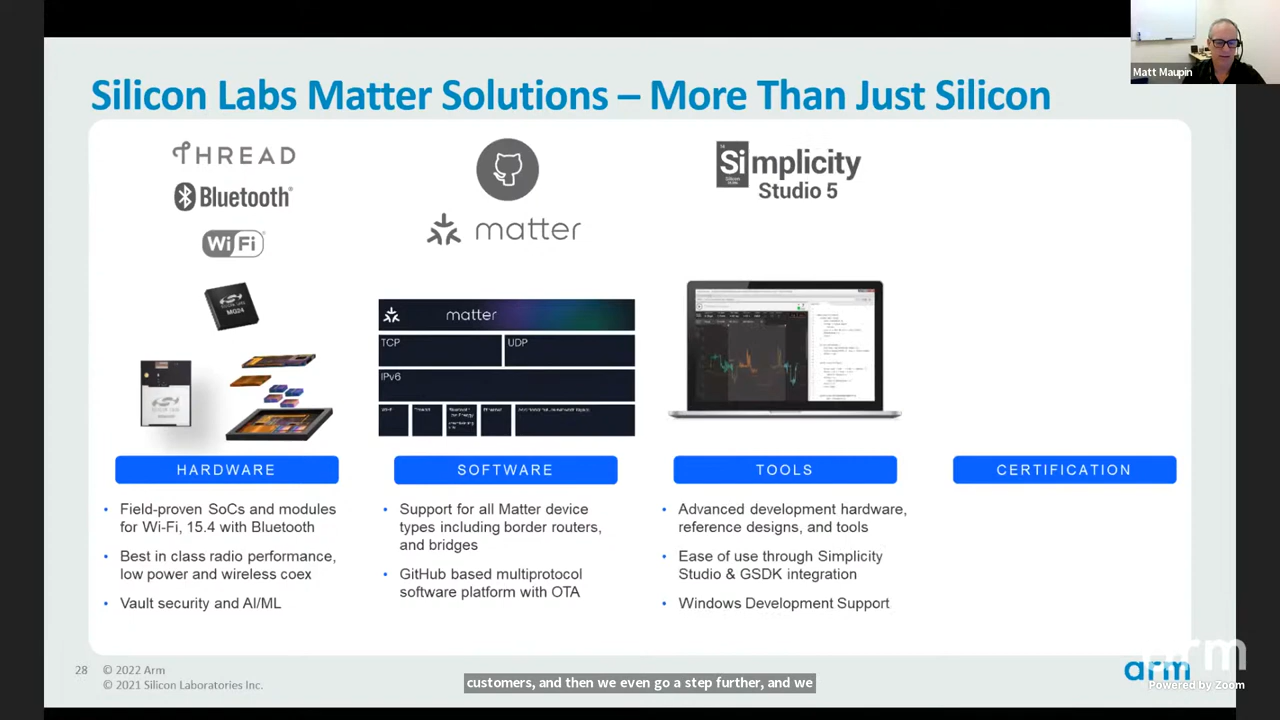 Matt Maupin
Silicon Labs Matter Solutions – More Than Just Silicon
THREAD
Bluetooth®
WiFi
matter
Simplicity
Studio 5
MG24
matter
TCP
UDP
IPv6
HARDWARE
SOFTWARE
TOOLS
CERTIFICATION
• Field-proven SoCs and modules
for Wi-Fi, 15.4 with Bluetooth
• Best in class radio performance,
low power and wireless coex
• Vault security and AI/ML
• Support for all Matter device
types including border routers,
and bridges
• GitHub based multiprotocol
software platform with OTA
• Advanced development hardware,
reference designs, and tools
• Ease of use through Simplicity
Studio & GSDK integration
• Windows Development Support
28 © 2022 Arm
© 2021 Silicon Laboratories Inc.
customers, and then we even go a step further, and we
arm
arm
Powered by Zoom